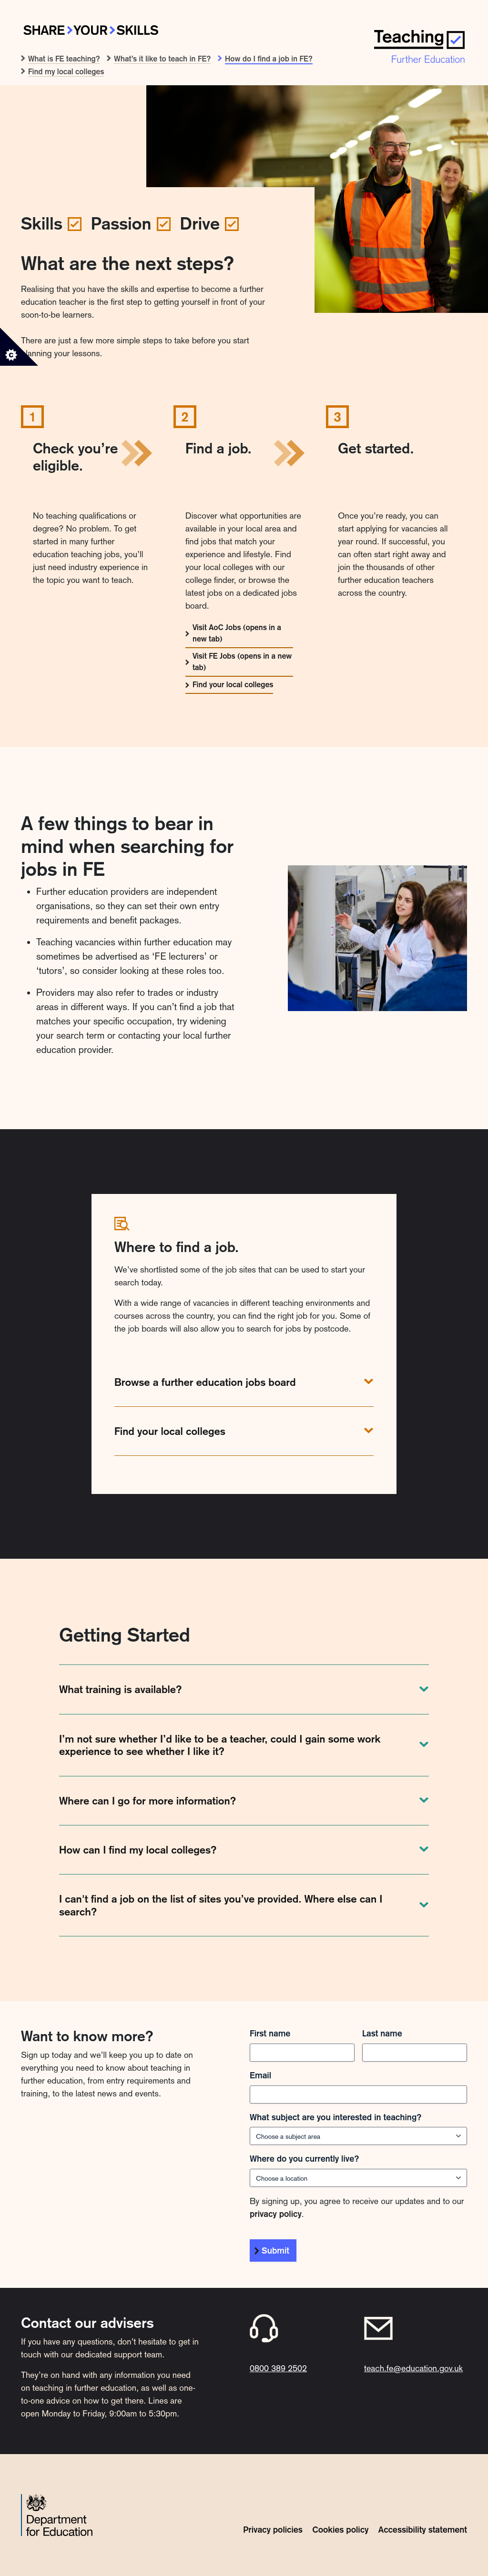 SHARE YOUR SKILLS
Teaching
Further Education
What is FE teaching?
What's it like to teach in FE?
How do I find a job in FE?
Find my local colleges
Skills Passion Drive
What are the next steps?
Realising that you have the skills and expertise to become a further
education teacher is the first step to getting yourself in front of your
soon-to-be learners.
There are just a few more simple steps to take before you start
planning your lessons.
1
Check you’re
eligible.
No teaching qualifications or
degree? No problem. To get
started in many further
education teaching jobs, you’ll
just need industry experience in
the topic you want to teach.
2
Find a job.
Discover what opportunities are
available in your local area and
find jobs that match your
experience and lifestyle. Find
your local colleges with our
college finder, or browse the
latest jobs on a dedicated jobs
board.
Visit AoC Jobs (opens in a
new tab)
Visit FE Jobs (opens in a new
tab)
Find your local colleges
3
Get started.
Once you’re ready, you can
start applying for vacancies all
year round. If successful, you
can often start right away and
join the thousands of other
further education teachers
across the country.
A few things to bear in
mind when searching for
jobs in FE
Further education providers are independent
organisations, so they can set their own entry
requirements and benefit packages.
Teaching vacancies within further education may
sometimes be advertised as ‘FE lecturers’ or
‘tutors’, so consider looking at these roles too.
Providers may also refer to trades or industry
areas in different ways. If you can’t find a job that
matches your specific occupation, try widening
your search term or contacting your local further
education provider.
Where to find a job.
We’ve shortlisted some of the job sites that can be used to start your
search today.
With a wide range of vacancies in different teaching environments and
courses across the country, you can find the right job for you. Some of
the job boards will also allow you to search for jobs by postcode.
Browse a further education jobs board
Find your local colleges
Getting Started
What training is available?
I’m not sure whether I’d like to be a teacher, could I gain some work
experience to see whether I like it?
Where can I go for more information?
How can I find my local colleges?
I can't find a job on the list of sites you’ve provided. Where else can I
search?
Want to know more?
Sign up today and we’ll keep you up to date on
everything you need to know about teaching in
further education, from entry requirements and
training, to the latest news and events.
First name
Last name
Email
What subject are you interested in teaching?
Choose a subject area
Where do you currently live?
Choose a location
By signing up, you agree to receive our updates and to our
privacy policy.
Submit
Contact our advisers
If you have any questions, don’t hesitate to get in
touch with our dedicated support team.
They’re on hand with any information you need
on teaching in further education, as well as one-
to-one advice on how to get there. Lines are
open Monday to Friday, 9:00am to 5:30pm.
0800 389 2502
teach.fe@education.gov.uk
Department
for Education
Privacy policies
Cookies policy
Accessibility statement